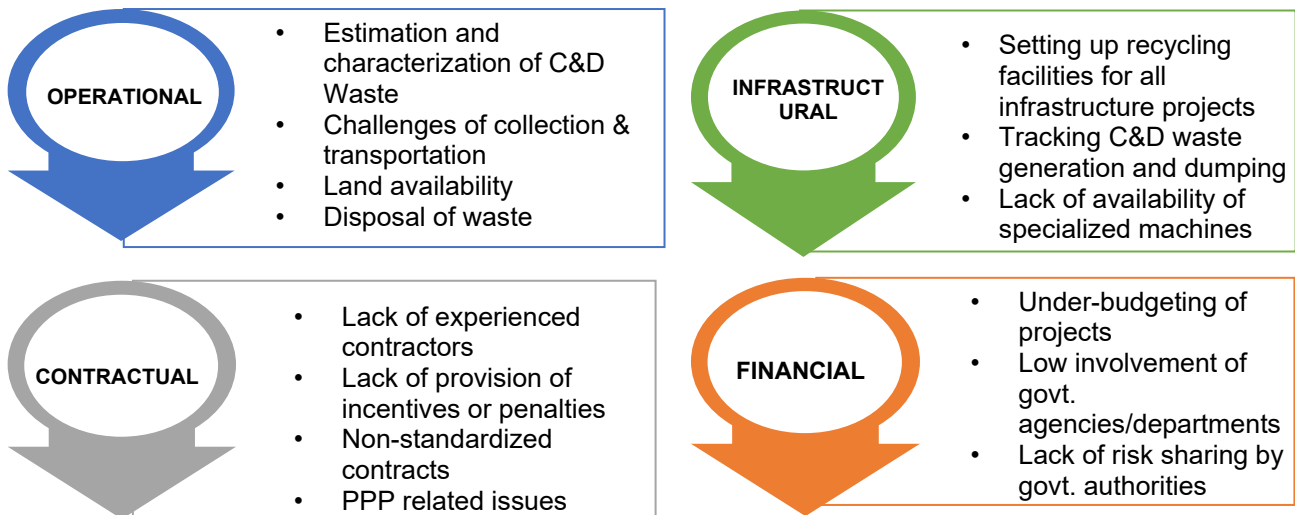 OPERATIONAL
• Estimation and
characterization of C&D
Waste
• Challenges of collection &
transportation
• Land availability
• Disposal of waste
INFRASTRUCT
URAL
• Setting up recycling
facilities for all
infrastructure projects
• Tracking C&D waste
generation and dumping
• Lack of availability of
specialized machines
CONTRACTUAL
• Lack of experienced
contractors
• Lack of provision of
incentives or penalties
• Non-standardized
contracts
• PPP related issues
FINANCIAL
• Under-budgeting of
projects
• Low involvement of
govt.
agencies/departments
• Lack of risk sharing by
govt. authorities